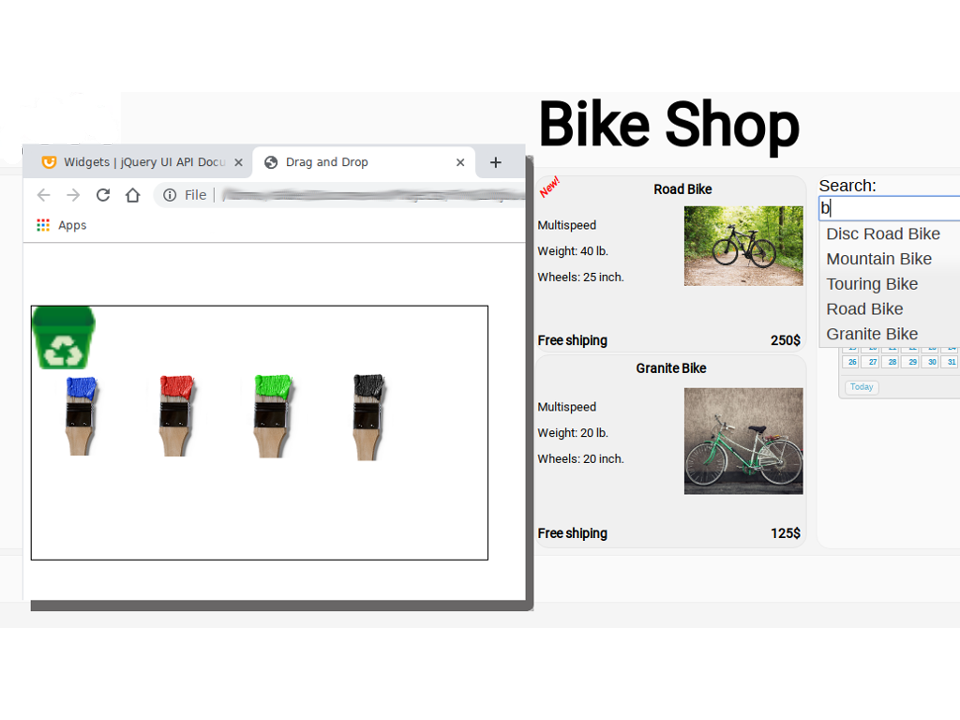 Bike Shop
Widgets | jQuery UI API Docu
Drag and Drop
File
Apps
New!
Road Bike
Multispeed
Weight: 40 lb.
Wheels: 25 inch.
Free shiping 250$
Granite Bike
Multispeed
Weight: 20 lb.
Wheels: 20 inch.
Free shiping 125$
Search:
b
Disc Road Bike
Mountain Bike
Touring Bike
Road Bike
Granite Bike
26 27 28 29 30 31
Today